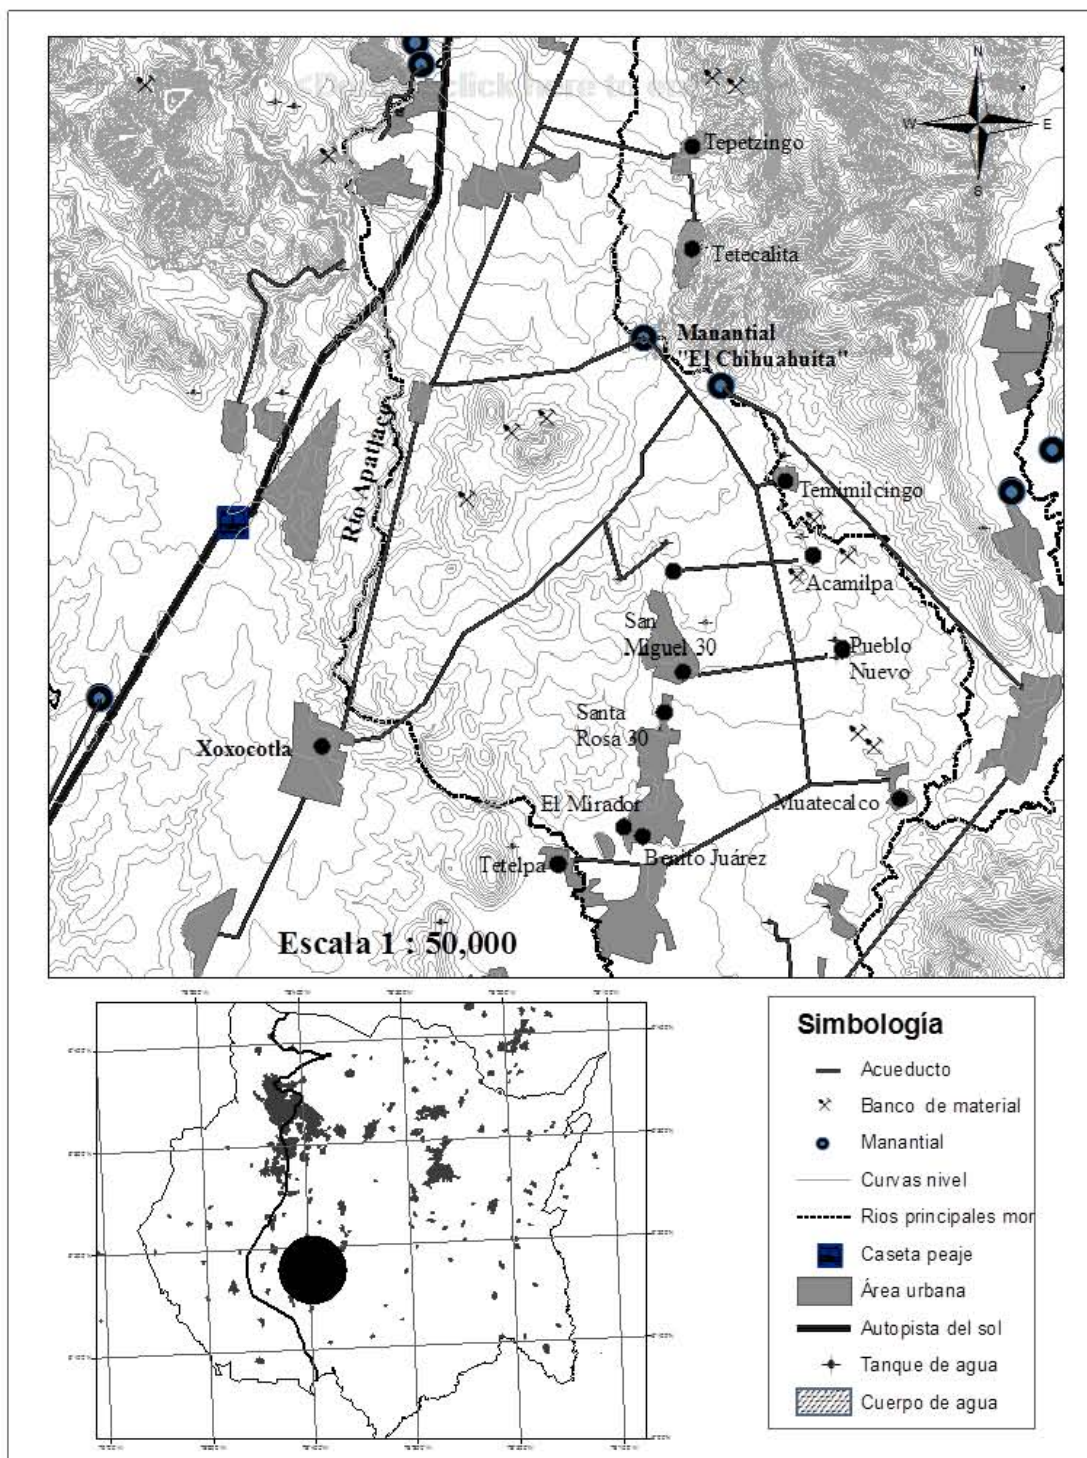 N
W
E
S
Tepetzingo
Tetecalita
Manantial
"El Chihuahuita"
Río Apatlaco
Temimilcingo
Acamilpa
San
Miguel 30
Pueblo
Nuevo
Santa
Rosa 30
Xoxocotla
El Mirador
Muatecalco
Benito Juárez
Tetelpa
Escala 1 : 50,000
Simbología
Acueducto
Banco de material
Manantial
Curvas nivel
Rios principales mor
Caseta peaje
Área urbana
Autopista del sol
Tanque de agua
Cuerpo de agua